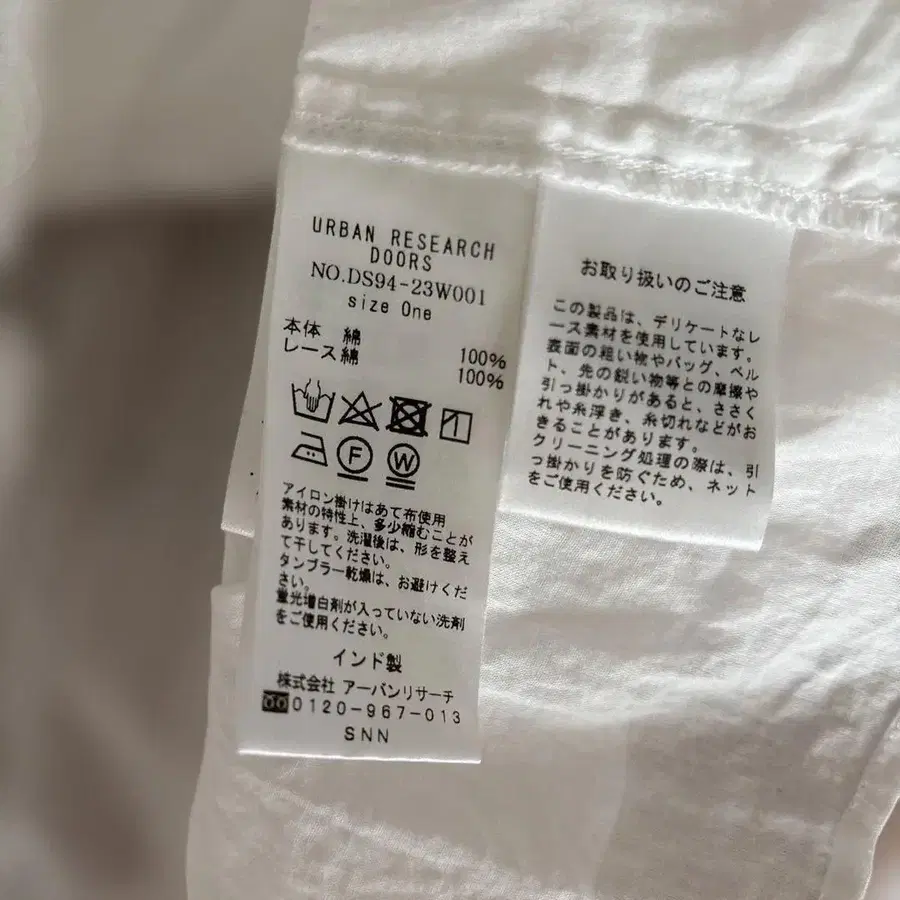 URBAN RESEARCH
DOORS
NO.DS94-23W001
size One
本体 綿 100%
レース綿 100%
F W
アイロン掛けはあて布使用
素材の特性上、多少縮むことが
あります。洗濯後は、形を整え
て干してください。
タンブラー乾燥は、お避けくだ
さい。
蛍光増白剤が入っていない洗剤
をご使用ください。
インド製
株式会社 アーバンリサーチ
0120-967-013
SNN
お取り扱いのご注意
この製品は、デリケートなレ
ース素材を使用しています。
表面の粗い物やバッグ、ベル
ト、先の鋭い物等との摩擦や
引っ掛かりがあると、ささく
れや糸浮き、糸切れなどがお
きることがあります。
クリーニング処理の際は、引
っ掛かりを防ぐため、ネット
をご使用ください。